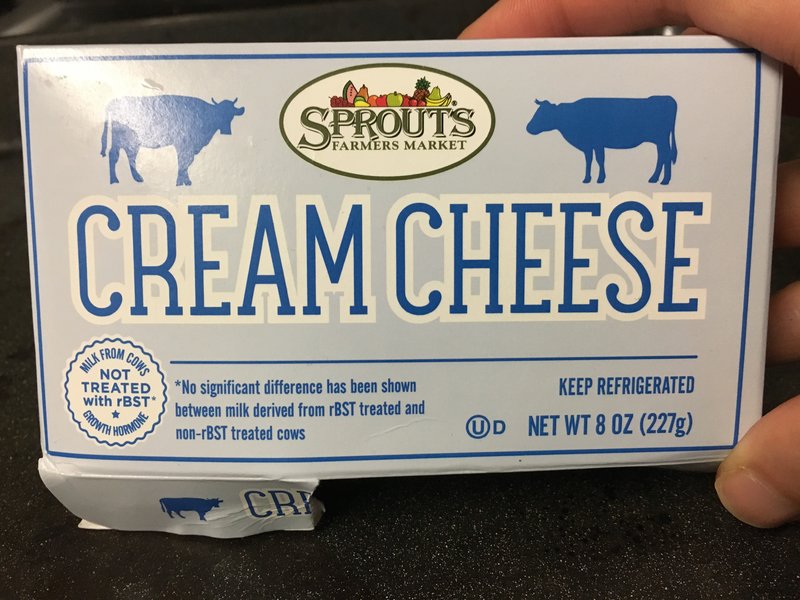 SPROUTS®
FARMERS MARKET
CREAM CHEESE
MILK FROM COWS
NOT
TREATED
with rBST*
GROWTH HORMONE
*No significant difference has been shown
between milk derived from rBST treated and
non-rBST treated cows
KEEP REFRIGERATED
U D NET WT 8 OZ (227g)
CRE